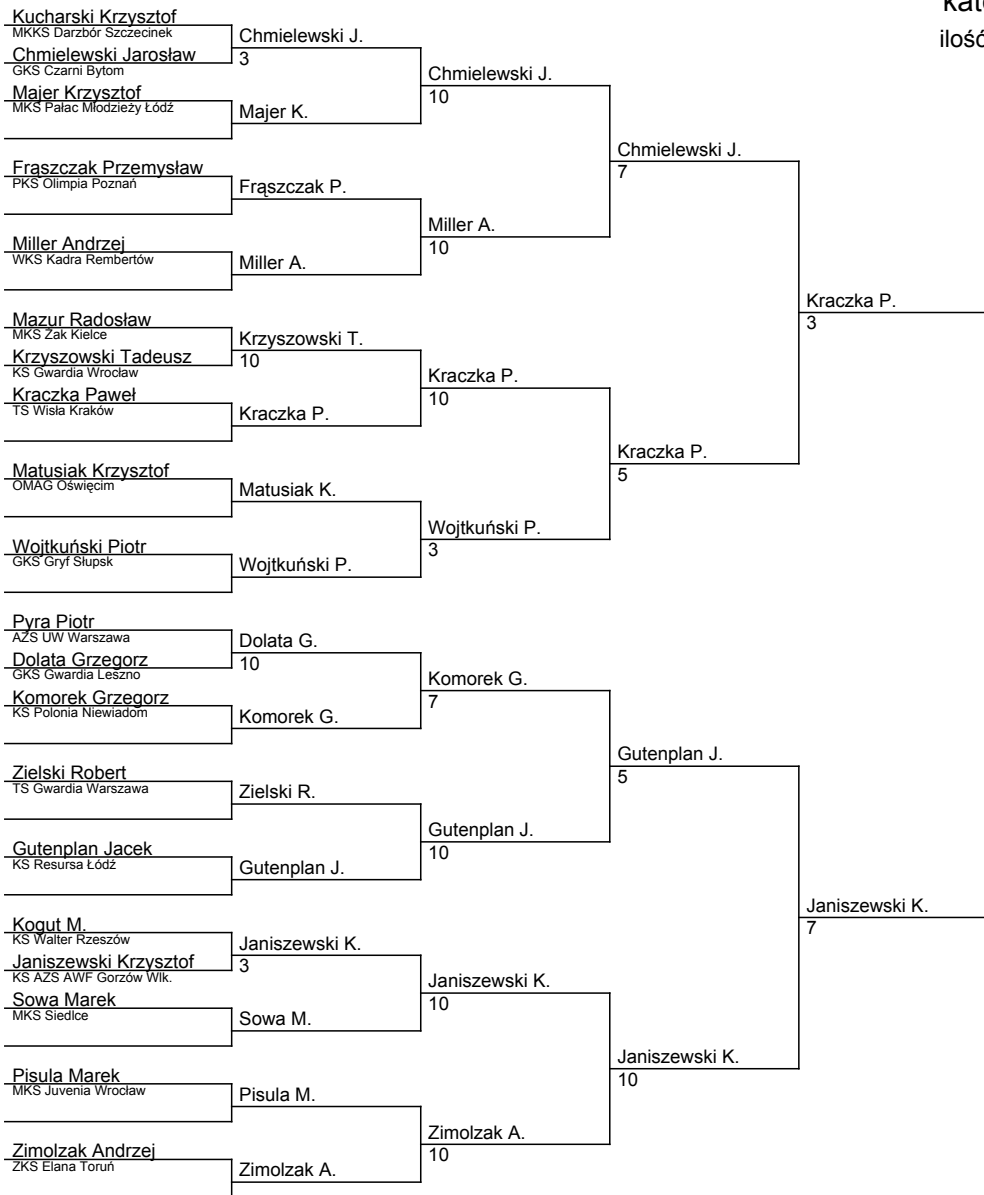 kate
ilość
Kucharski Krzysztof
MKKS Darzbór Szczecinek
Chmielewski Jarosław
GKS Czarni Bytom
Majer Krzysztof
MKS Pałac Młodzieży Łódź
Frąszczak Przemysław
PKS Olimpia Poznań
Miller Andrzej
WKS Kadra Rembertów
Mazur Radosław
MKS Żak Kielce
Krzyszowski Tadeusz
KS Gwardia Wrocław
Kraczka Paweł
TS Wisła Kraków
Matusiak Krzysztof
OMAG Oświęcim
Wojtkuński Piotr
GKS Gryf Słupsk
Pyra Piotr
AZS UW Warszawa
Dolata Grzegorz
GKS Gwardia Leszno
Komorek Grzegorz
KS Polonia Niewiadom
Zielski Robert
TS Gwardia Warszawa
Gutenplan Jacek
KS Resursa Łódź
Kogut M.
KS Walter Rzeszów
Janiszewski Krzysztof
KS AZS AWF Gorzów Wlk.
Sowa Marek
MKS Siedlce
Pisula Marek
MKS Juvenia Wrocław
Zimolzak Andrzej
ZKS Elana Toruń
Chmielewski J.
3
Majer K.
Frąszczak P.
Miller A.
Krzyszowski T.
10
Kraczka P.
Matusiak K.
Wojtkuński P.
Dolata G.
10
Komorek G.
Zielski R.
Gutenplan J.
Janiszewski K.
3
Sowa M.
Pisula M.
Zimolzak A.
Chmielewski J.
10
Miller A.
10
Kraczka P.
10
Wojtkuński P.
3
Komorek G.
7
Gutenplan J.
10
Janiszewski K.
10
Zimolzak A.
10
Chmielewski J.
7
Kraczka P.
5
Gutenplan J.
5
Janiszewski K.
10
Kraczka P.
3
Janiszewski K.
7